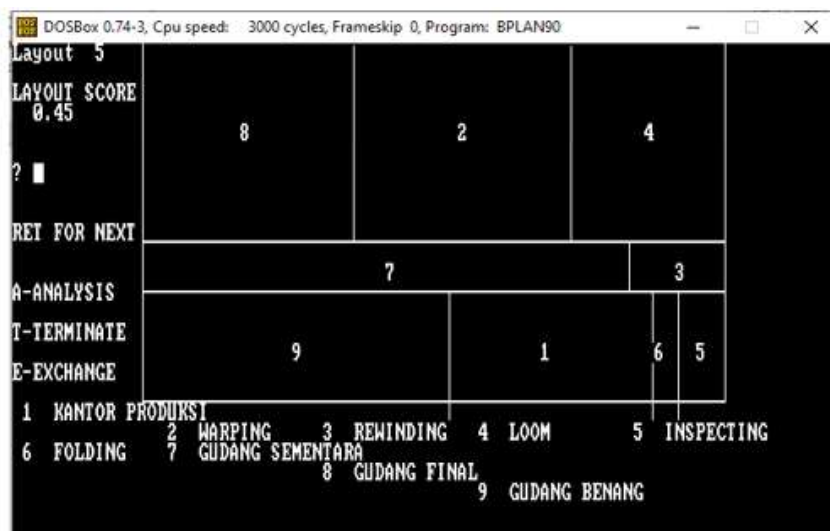 DOSBox 0.74-3, Cpu speed: 3000 cycles, Frameskip 0, Program: BPLAN90
Layout 5
LAYOUT SCORE
0.45
8 2 4
?
RET FOR NEXT
7 3
A-ANALYSIS
T-TERMINATE
9 1 6 5
E-EXCHANGE
1 KANTOR PRODUKSI
2 WARPING 3 REWINDING 4 LOOM 5 INSPECTING
6 FOLDING 7 GUDANG SEMENTARA
8 GUDANG FINAL
9 GUDANG BENANG